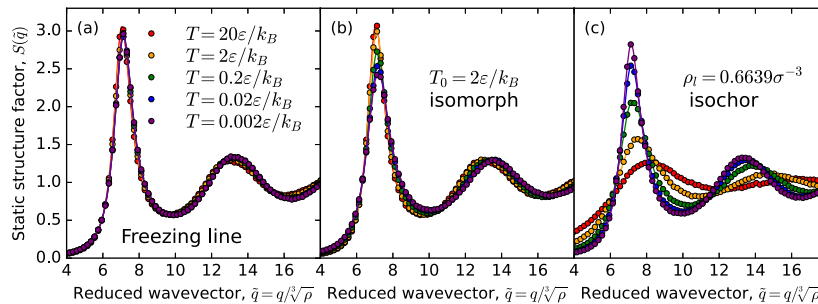 Static structure factor, S(q̃)
3.0
2.5
2.0
1.5
1.0
0.5
0.0
(a)
T = 20ε/k_B
T = 2ε/k_B
T = 0.2ε/k_B
T = 0.02ε/k_B
T = 0.002ε/k_B
Freezing line
4 6 8 10 12 14 16
Reduced wavevector, q̃ = q/∛ρ
(b)
T₀ = 2ε/k_B
isomorph
4 6 8 10 12 14 16
Reduced wavevector, q̃ = q/∛ρ
(c)
ρ_l = 0.6639σ⁻³
isochor
4 6 8 10 12 14 16
Reduced wavevector, q̃ = q/∛ρ